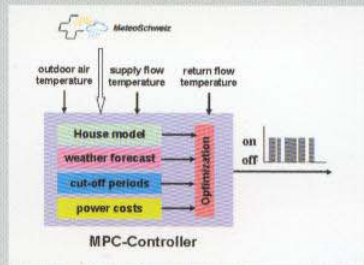 MeteoSchweiz
outdoor air
temperature
supply flow
temperature
return flow
temperature
House model
weather forecast
cut-off periods
power costs
Optimization
on
off
MPC-Controller